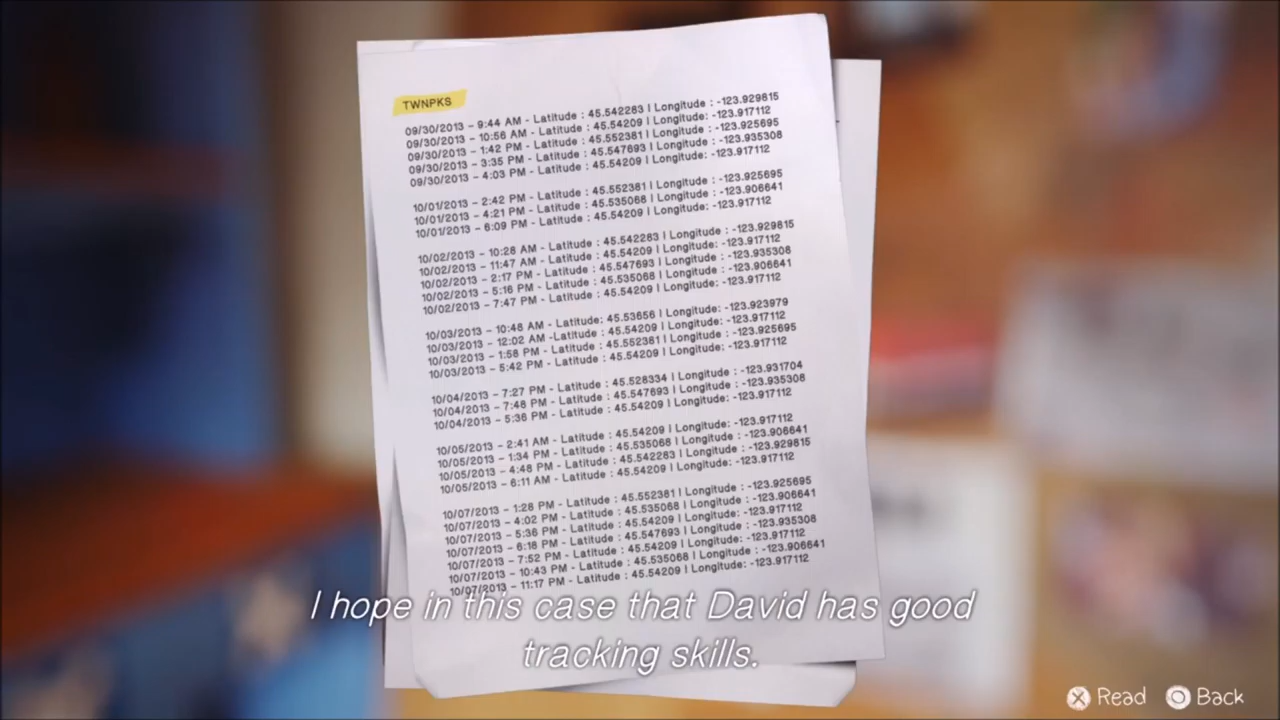 TWNPKS
09/30/2013 - 9:44 AM - Latitude : 45.542283 | Longitude : -123.929815
09/30/2013 - 10:56 AM - Latitude : 45.54209 | Longitude: -123.917112
09/30/2013 - 1:42 PM - Latitude : 45.552381 | Longitude : -123.925695
09/30/2013 - 3:35 PM - Latitude : 45.547693 | Longitude : -123.935308
09/30/2013 - 4:03 PM - Latitude : 45.54209 | Longitude: -123.917112
10/01/2013 - 2:42 PM - Latitude : 45.552381 | Longitude : -123.925695
10/01/2013 - 4:21 PM - Latitude : 45.535068 | Longitude : -123.906641
10/01/2013 - 6:09 PM - Latitude : 45.54209 | Longitude: -123.917112
10/02/2013 - 10:28 AM - Latitude : 45.542283 | Longitude : -123.929815
10/02/2013 - 11:47 AM - Latitude : 45.54209 | Longitude: -123.917112
10/02/2013 - 2:17 PM - Latitude : 45.547693 | Longitude : -123.935308
10/02/2013 - 5:16 PM - Latitude : 45.535068 | Longitude : -123.906641
10/02/2013 - 7:47 PM - Latitude : 45.54209 | Longitude: -123.917112
10/03/2013 - 10:46 AM - Latitude: 45.53656 | Longitude : -123.923979
10/03/2013 - 12:02 AM -Latitude : 45.54209 | Longitude: -123.917112
10/03/2013 - 1:58 PM - Latitude : 45.552381 | Longitude : -123.925695
10/03/2013 - 5:42 PM - Latitude : 45.54209 | Longitude: -123.917112
10/04/2013 - 7:27 PM - Latitude : 45.528334 | Longitude : -123.931704
10/04/2013 - 7:48 PM - Latitude : 45.547693 | Longitude : -123.935308
10/04/2013 - 5:36 PM - Latitude : 45.54209 | Longitude: -123.917112
10/05/2013 - 2:41 AM - Latitude : 45.54209 | Longitude: -123.917112
10/05/2013 - 1:34 PM - Latitude : 45.535068 | Longitude : -123.906641
10/05/2013 - 4:48 PM - Latitude : 45.542283 | Longitude : -123.929815
10/05/2013 - 6:11 AM - Latitude : 45.54209 | Longitude: -123.917112
10/07/2013 - 1:28 PM - Latitude : 45.552381 | Longitude : -123.925695
10/07/2013 - 4:02 PM - Latitude : 45.535068 | Longitude : -123.906641
10/07/2013 - 5:36 PM - Latitude : 45.54209 | Longitude: -123.917112
10/07/2013 - 6:18 PM - Latitude : 45.547693 | Longitude : -123.935308
10/07/2013 - 7:52 PM - Latitude : 45.54209 | Longitude: -123.917112
10/07/2013 - 10:43 PM - Latitude : 45.535068 | Longitude : -123.906641
10/07/2013 - 11:17 PM - Latitude : 45.54209 | Longitude: -123.917112
I hope in this case that David has good
tracking skills.
Read Back